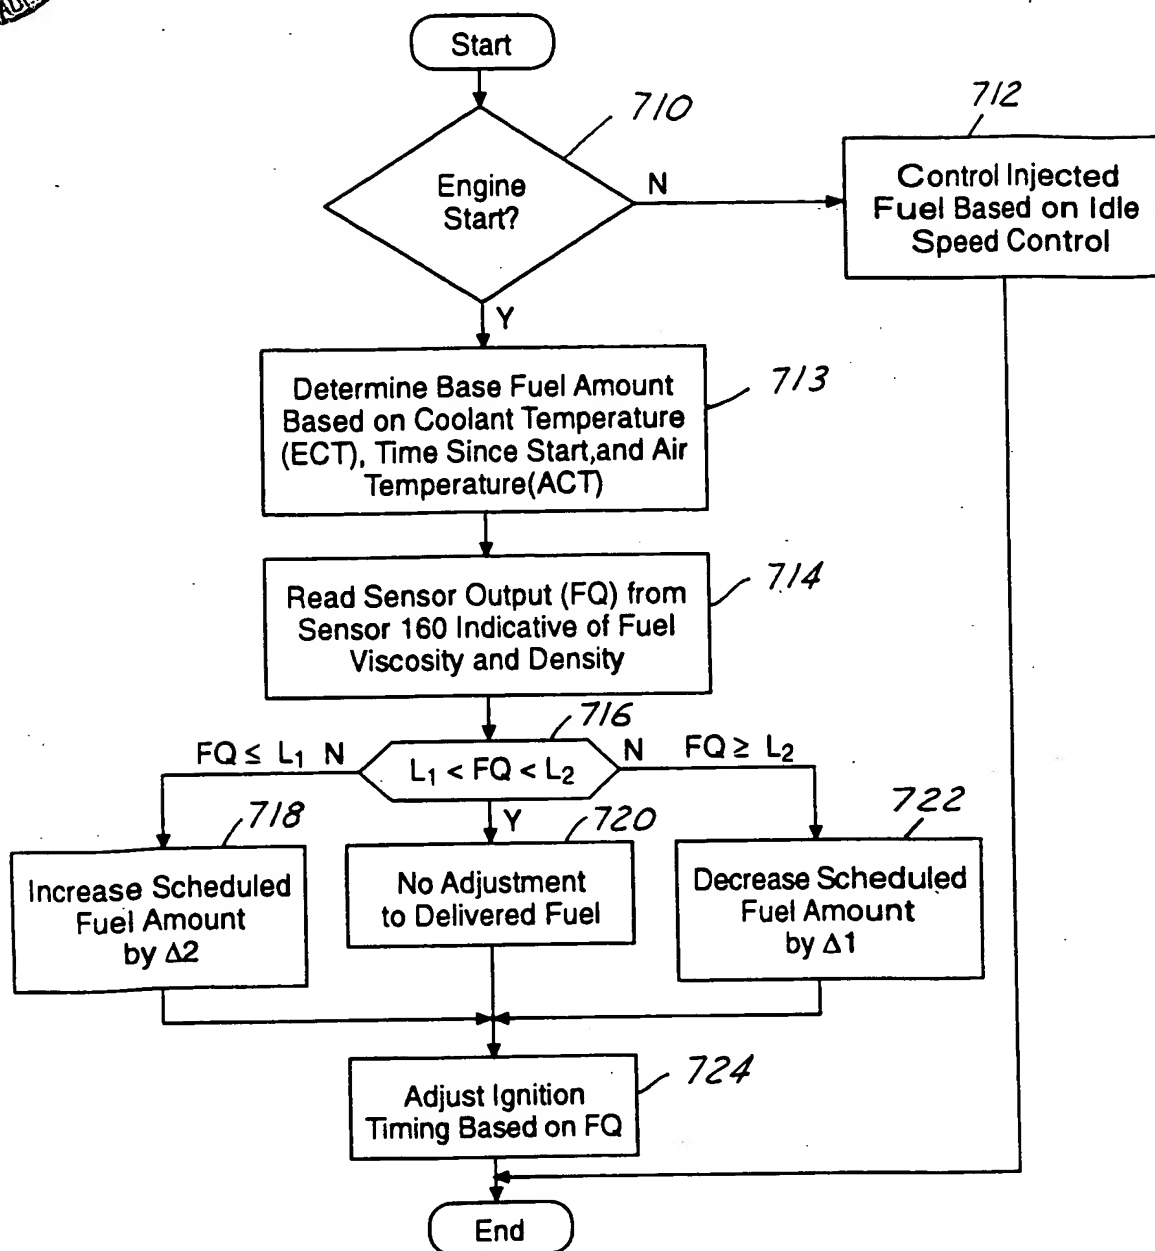 Start
710
712
Engine
Start?
N
Control Injected
Fuel Based on Idle
Speed Control
Y
Determine Base Fuel Amount
Based on Coolant Temperature
(ECT), Time Since Start,and Air
Temperature(ACT)
713
Read Sensor Output (FQ) from
Sensor 160 Indicative of Fuel
Viscosity and Density
714
716
FQ ≤ L₁ N
L₁ < FQ < L₂
N FQ ≥ L₂
Y
718
720
722
Increase Scheduled
Fuel Amount
by Δ2
No Adjustment
to Delivered Fuel
Decrease Scheduled
Fuel Amount
by Δ1
Adjust Ignition
Timing Based on FQ
724
End